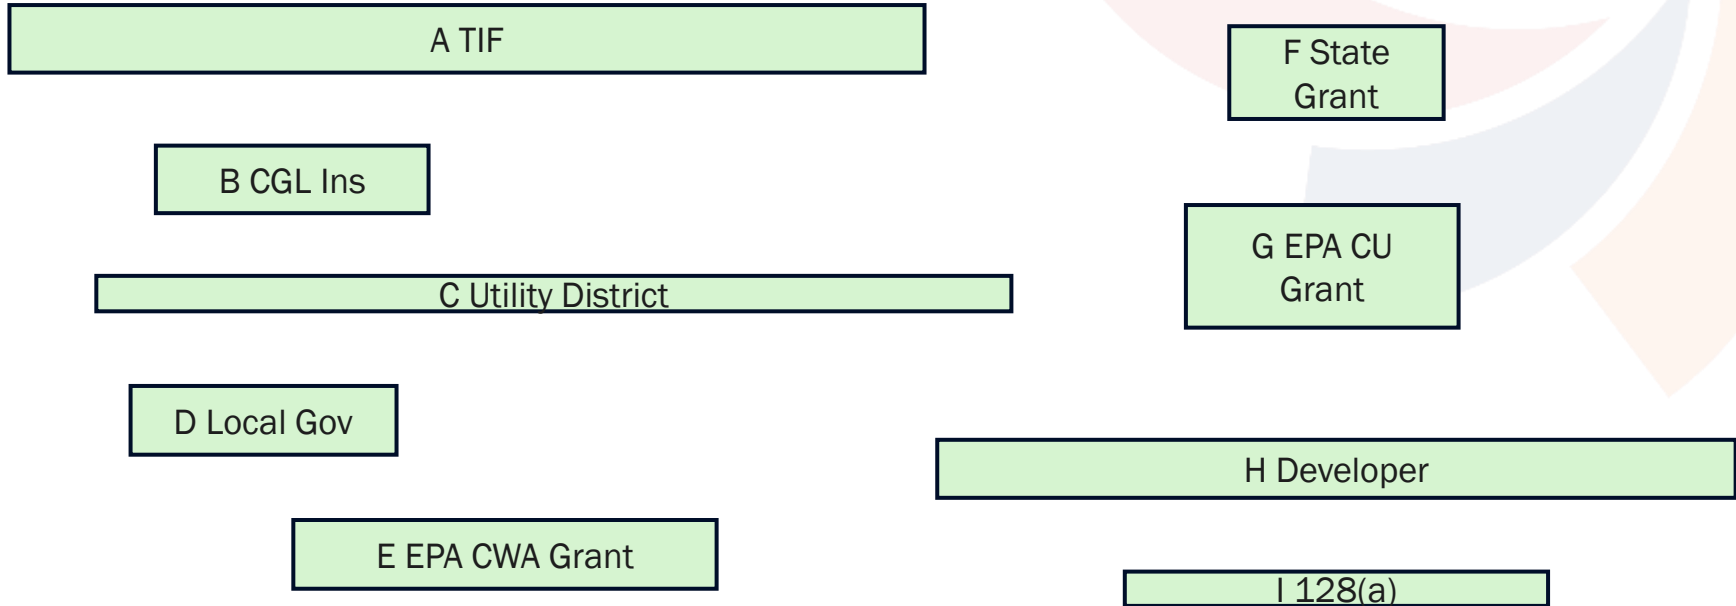 A TIF
F State
Grant
B CGL Ins
G EPA CU
Grant
C Utility District
D Local Gov
H Developer
E EPA CWA Grant
I 128(a)